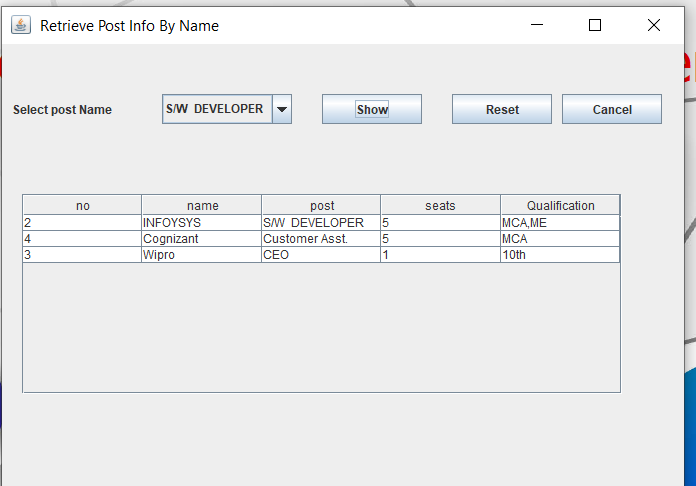 Retrieve Post Info By Name
Select post Name S/W DEVELOPER Show Reset Cancel
no name post seats Qualification
2 INFOYSYS S/W DEVELOPER 5 MCA,ME
4 Cognizant Customer Asst. 5 MCA
3 Wipro CEO 1 10th